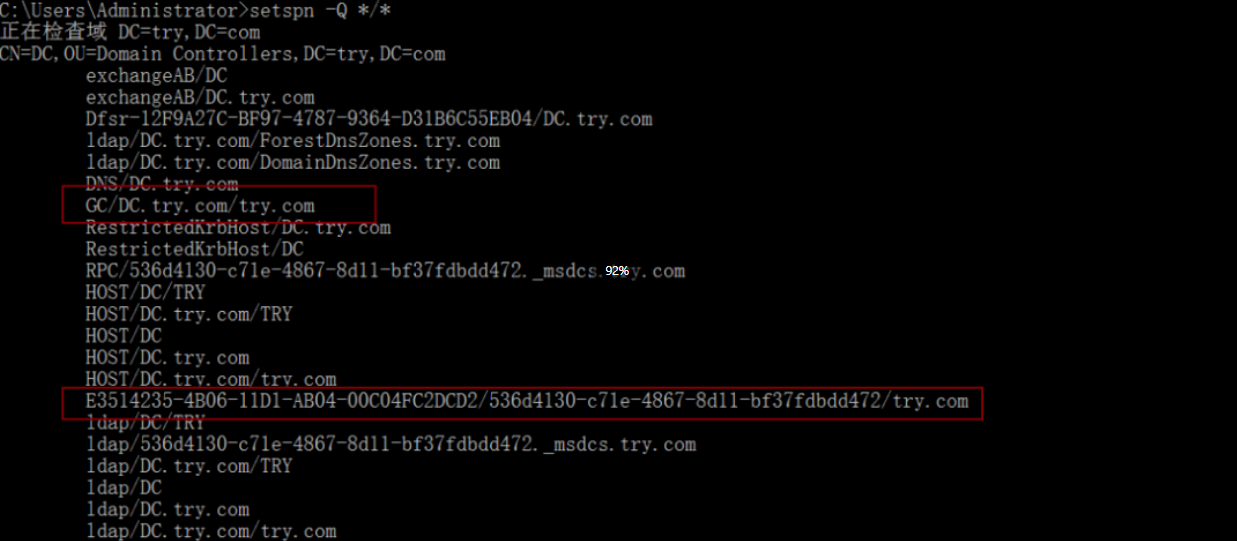 C:\Users\Administrator>setspn -Q */*
正在检查域 DC=try,DC=com
CN=DC,OU=Domain Controllers,DC=try,DC=com
exchangeAB/DC
exchangeAB/DC.try.com
Dfsr-12F9A27C-BF97-4787-9364-D31B6C55EB04/DC.try.com
ldap/DC.try.com/ForestDnsZones.try.com
ldap/DC.try.com/DomainDnsZones.try.com
DNS/DC.try.com
GC/DC.try.com/try.com
RestrictedKrbHost/DC.try.com
RestrictedKrbHost/DC
RPC/536d4130-c71e-4867-8d11-bf37fdbdd472._msdcs.92%y.com
HOST/DC/TRY
HOST/DC.try.com/TRY
HOST/DC
HOST/DC.try.com
HOST/DC.try.com/try.com
E3514235-4B06-11D1-AB04-00C04FC2DCD2/536d4130-c71e-4867-8d11-bf37fdbdd472/try.com
ldap/DC/TRY
ldap/536d4130-c71e-4867-8d11-bf37fdbdd472._msdcs.try.com
ldap/DC.try.com/TRY
ldap/DC
ldap/DC.try.com
ldap/DC.try.com/try.com